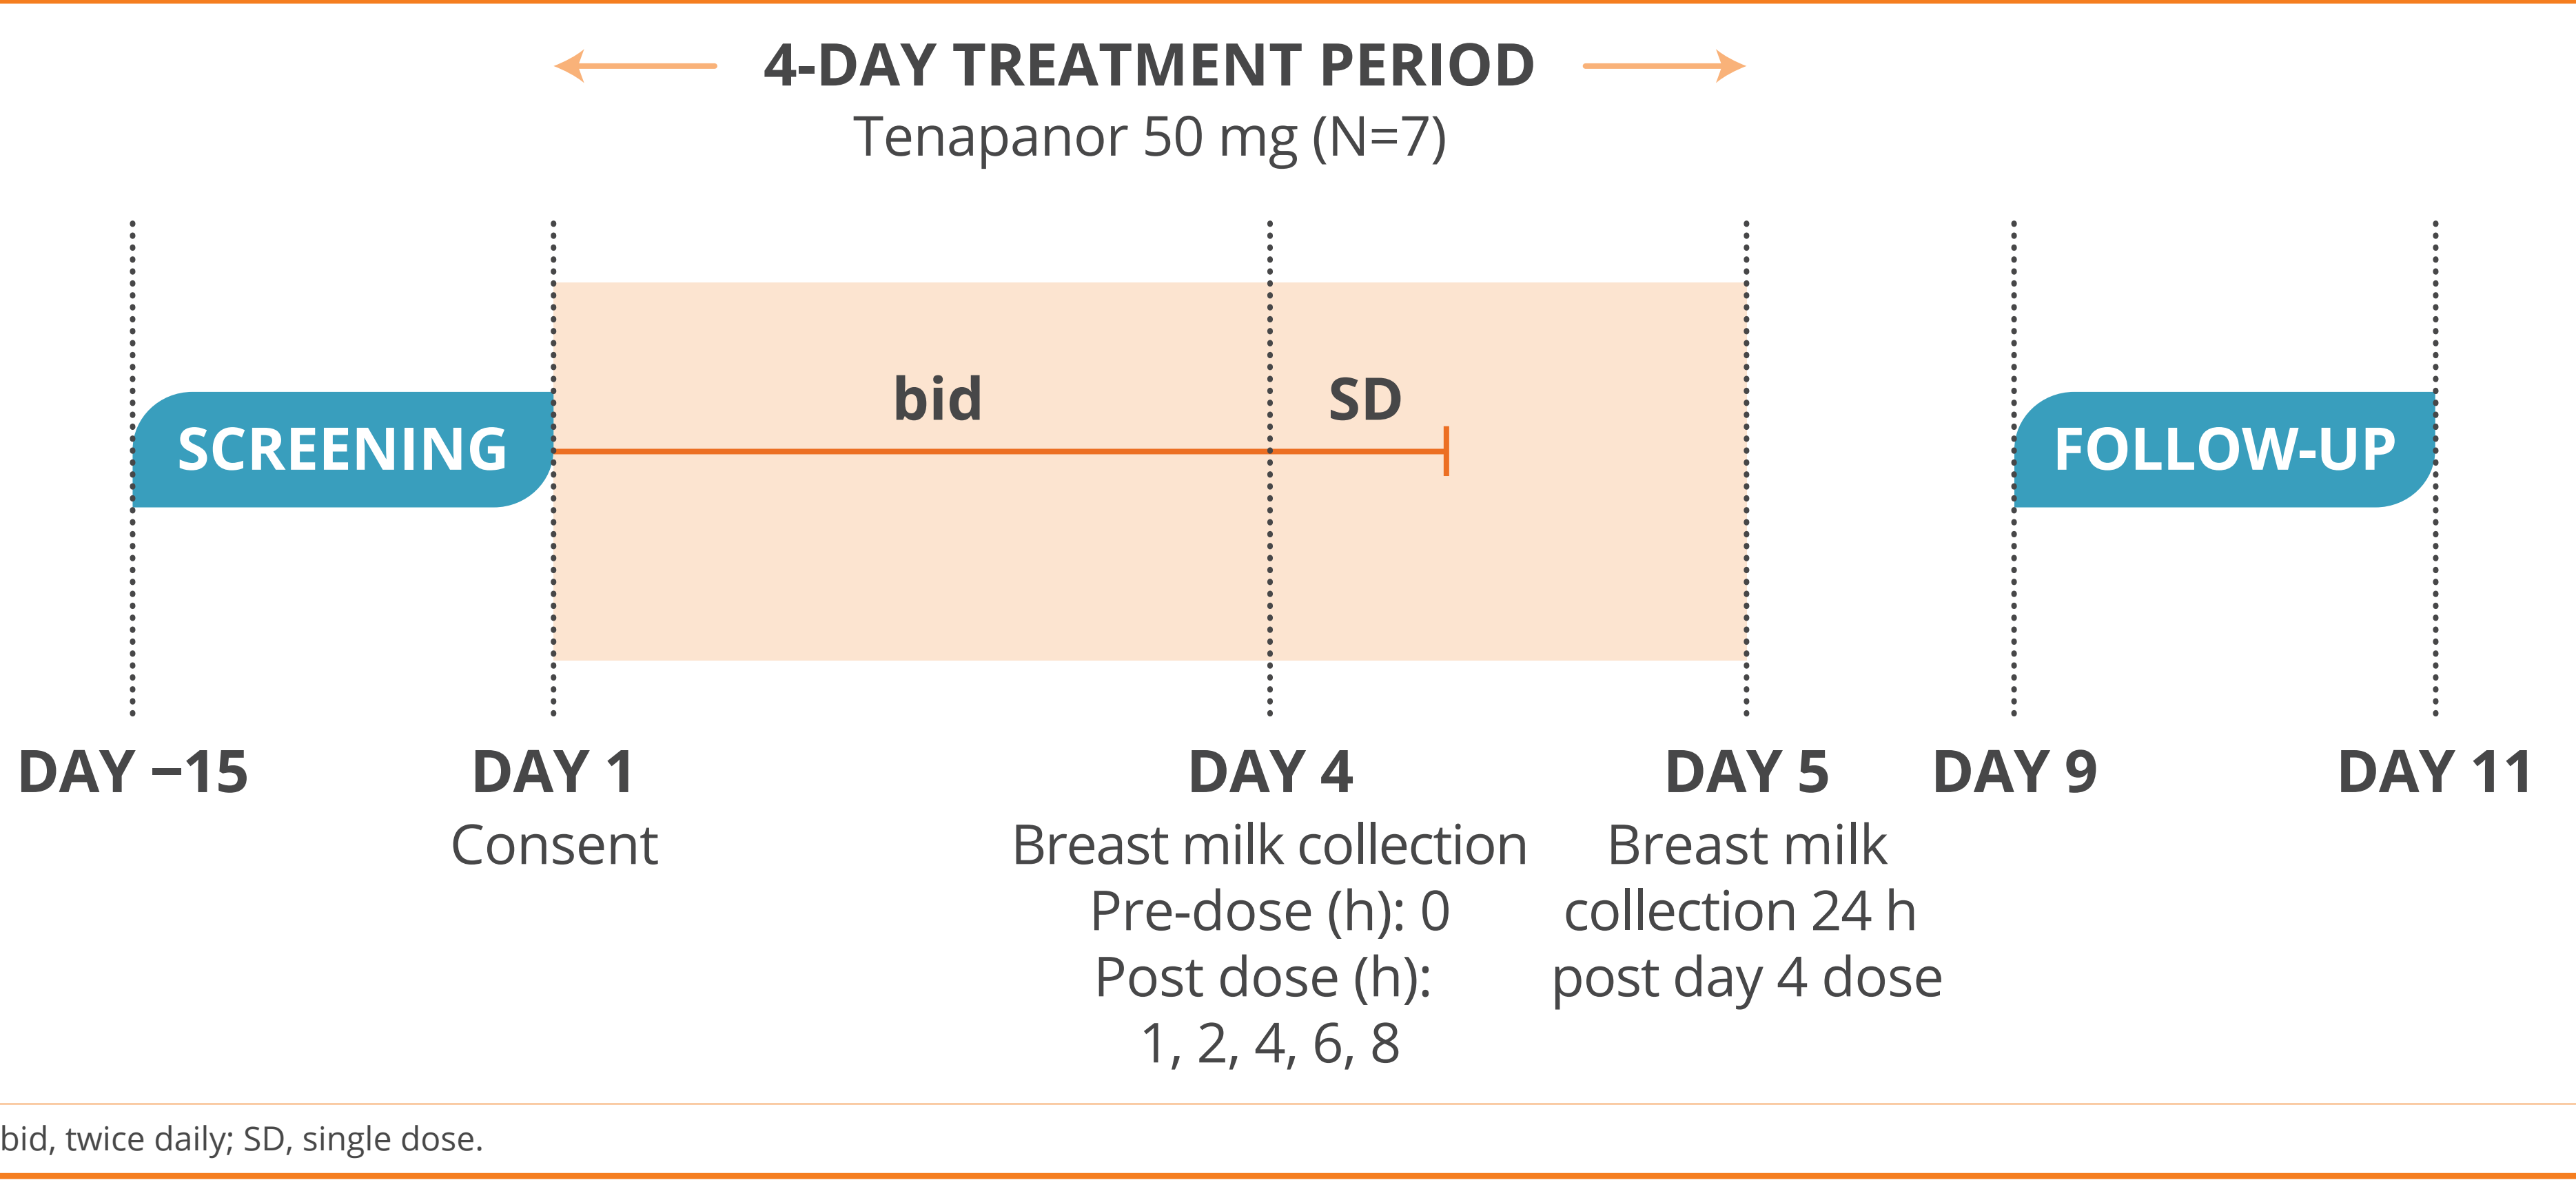 4-DAY TREATMENT PERIOD
Tenapanor 50 mg (N=7)
bid
SD
SCREENING
FOLLOW-UP
DAY −15
DAY 1
Consent
DAY 4
Breast milk collection
Pre-dose (h): 0
Post dose (h):
1, 2, 4, 6, 8
DAY 5
Breast milk
collection 24 h
post day 4 dose
DAY 9
DAY 11
bid, twice daily; SD, single dose.